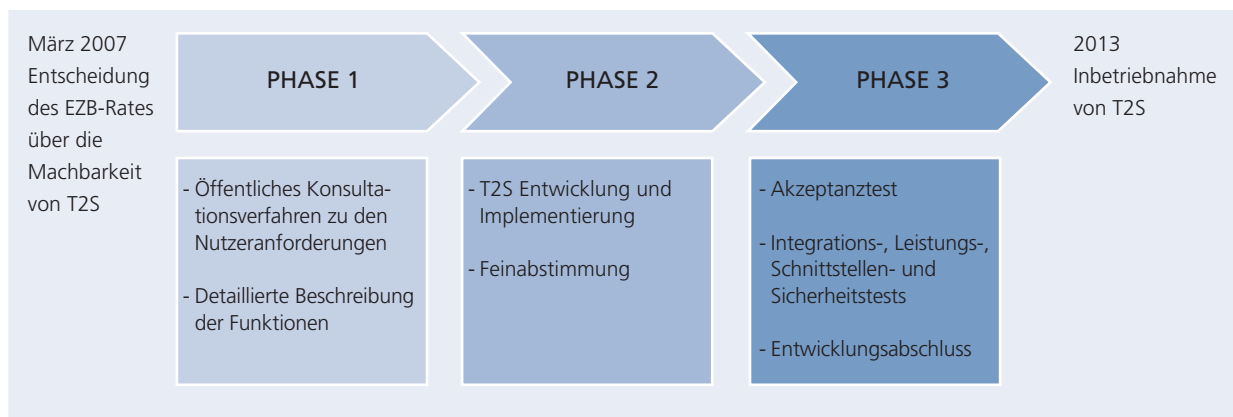 März 2007
Entscheidung
des EZB-Rates
über die
Machbarkeit
von T2S
PHASE 1
- Öffentliches Konsulta-
tionsverfahren zu den
Nutzeranforderungen
- Detaillierte Beschreibung
der Funktionen
PHASE 2
- T2S Entwicklung und
Implementierung
- Feinabstimmung
PHASE 3
- Akzeptanztest
- Integrations-, Leistungs-,
Schnittstellen- und
Sicherheitstests
- Entwicklungsabschluss
2013
Inbetriebnahme
von T2S